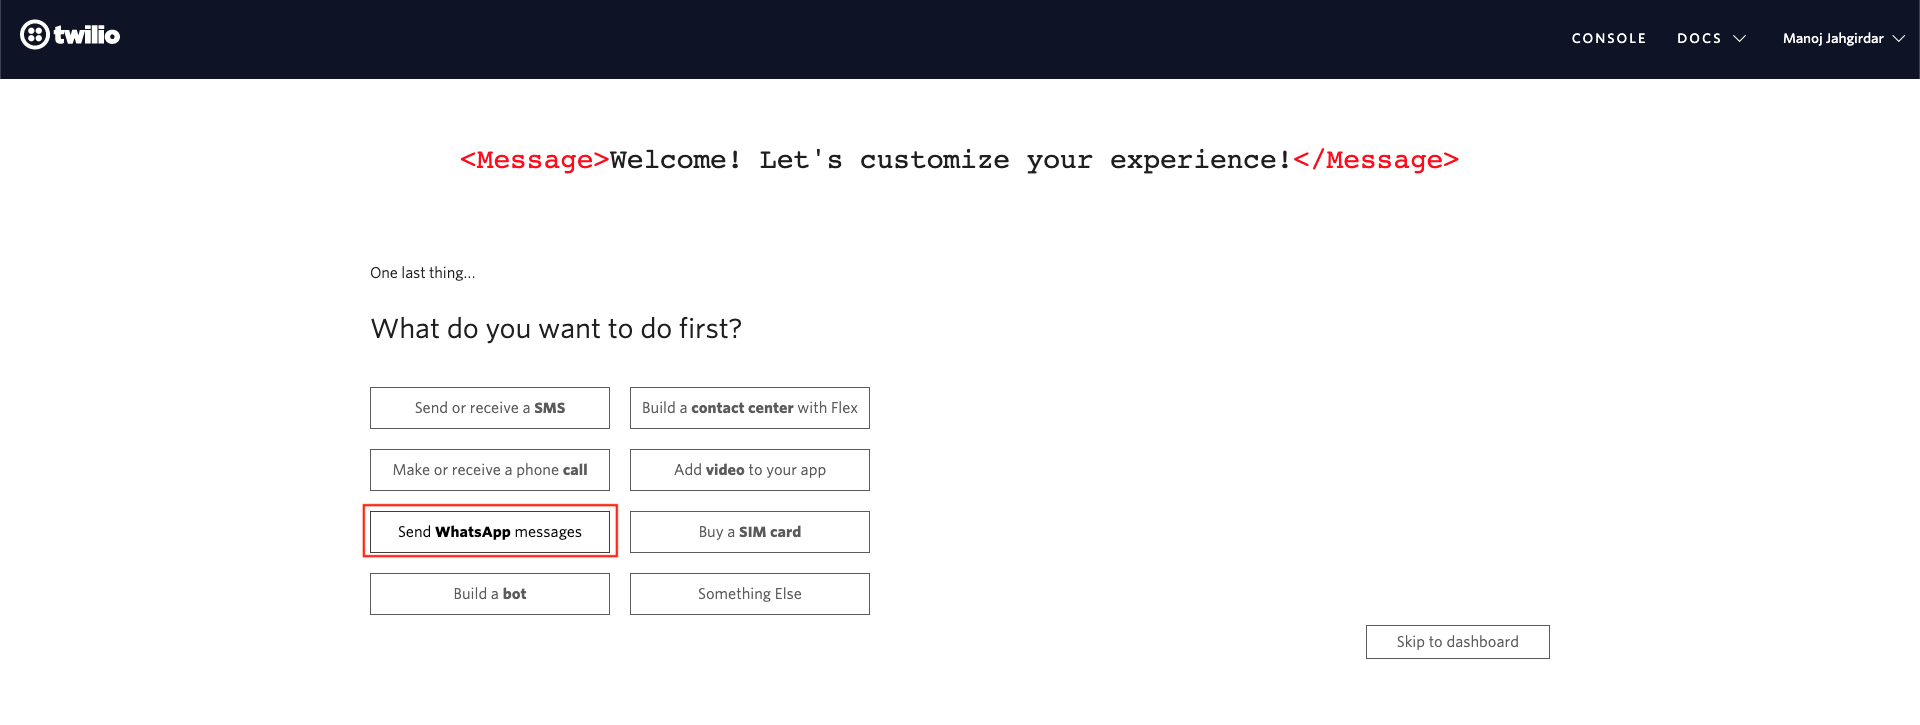 twilio
CONSOLE DOCS Manoj Jahgirdar
<Message>Welcome! Let's customize your experience!</Message>
One last thing...
What do you want to do first?
Send or receive a SMS
Build a contact center with Flex
Make or receive a phone call
Add video to your app
Send WhatsApp messages
Buy a SIM card
Build a bot
Something Else
Skip to dashboard